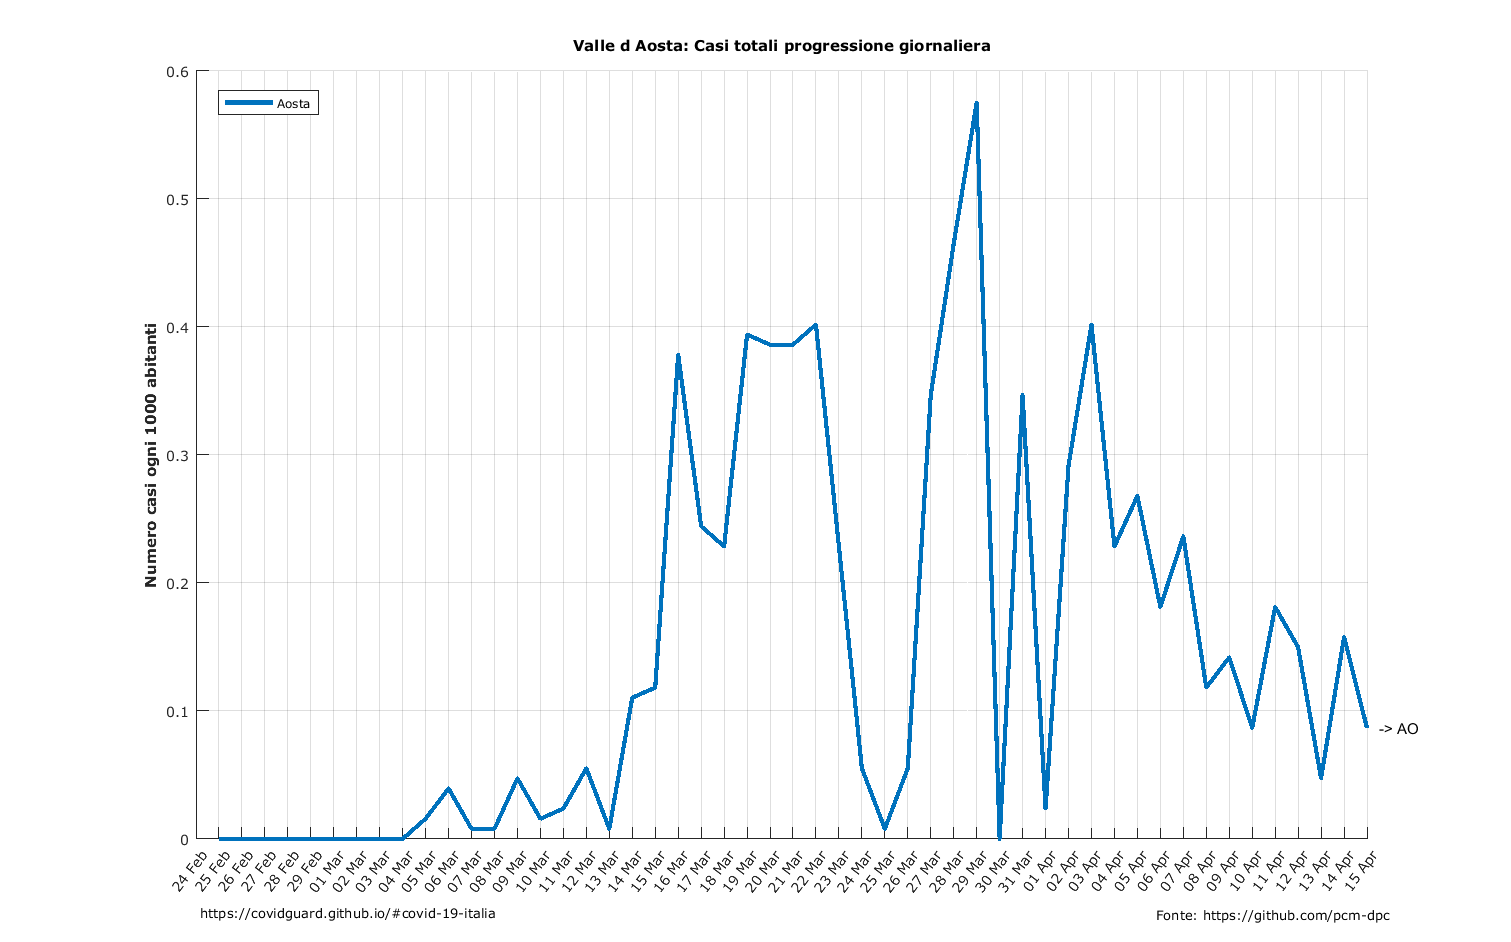 Valle d Aosta: Casi totali progressione giornaliera
Aosta
Numero casi ogni 1000 abitanti
0.6
0.5
0.4
0.3
0.2
0.1
0
-> AO
24 Feb
25 Feb
26 Feb
27 Feb
28 Feb
29 Feb
01 Mar
02 Mar
03 Mar
04 Mar
05 Mar
06 Mar
07 Mar
08 Mar
09 Mar
10 Mar
11 Mar
12 Mar
13 Mar
14 Mar
15 Mar
16 Mar
17 Mar
18 Mar
19 Mar
20 Mar
21 Mar
22 Mar
23 Mar
24 Mar
25 Mar
26 Mar
27 Mar
28 Mar
29 Mar
30 Mar
31 Mar
01 Apr
02 Apr
03 Apr
04 Apr
05 Apr
06 Apr
07 Apr
08 Apr
09 Apr
10 Apr
11 Apr
12 Apr
13 Apr
14 Apr
15 Apr
https://covidguard.github.io/#covid-19-italia
Fonte: https://github.com/pcm-dpc